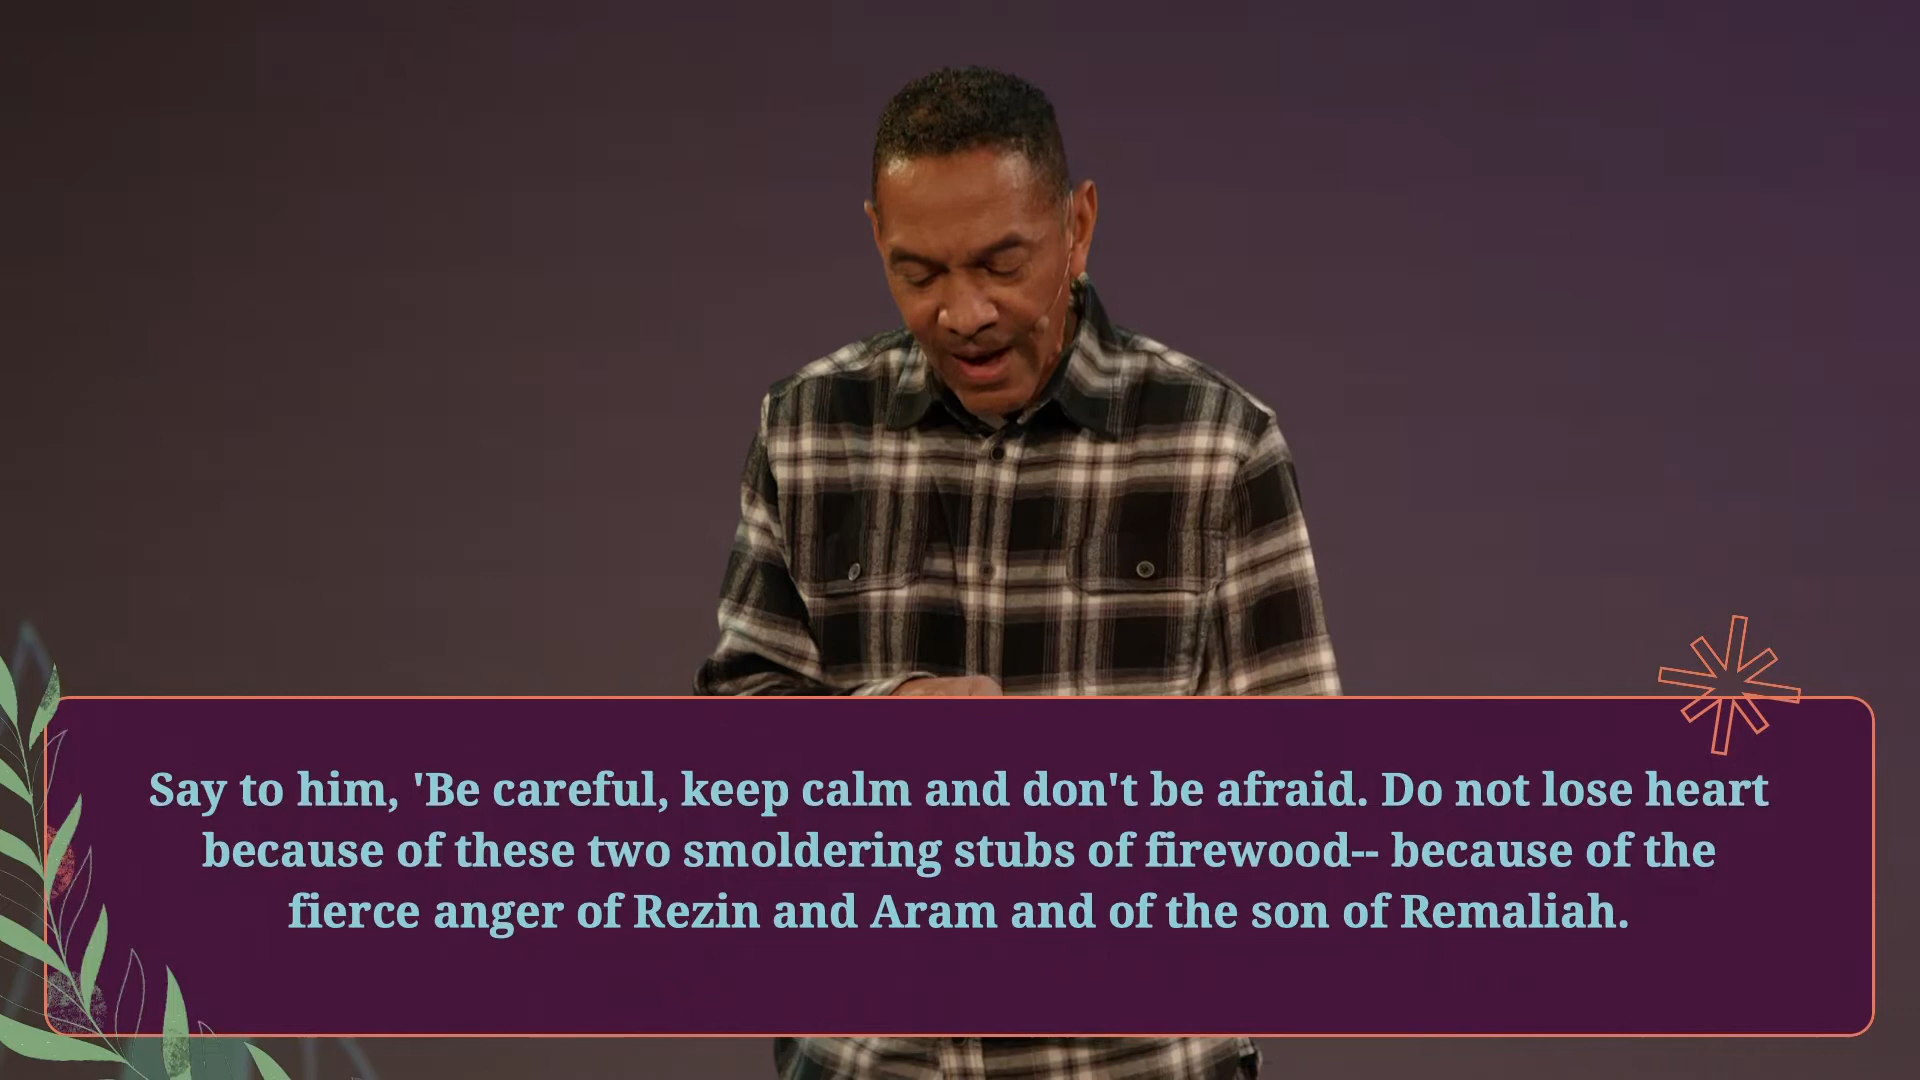 Say to him, 'Be careful, keep calm and don't be afraid. Do not lose heart
because of these two smoldering stubs of firewood-- because of the
fierce anger of Rezin and Aram and of the son of Remaliah.